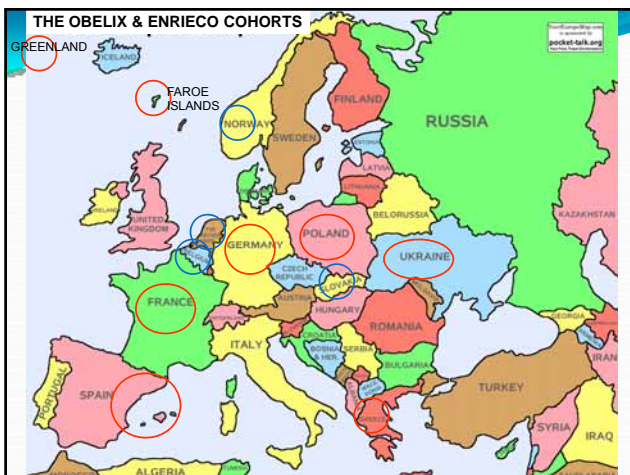 THE OBELIX & ENRIECO COHORTS
pocket-talk.org
GREENLAND
ICELAND
FAROE
ISLANDS
NORWAY
SWEDEN
FINLAND
RUSSIA
ESTONIA
LATVIA
LITHUANIA
IRELAND
UNITED
KINGDOM
BELORUSSIA
KAZAKHSTAN
GERMANY
POLAND
BELGIUM
UKRAINE
CZECH
REPUBLIC
SLOVAKIA
FRANCE
AUSTRIA
HUNGARY
SWITZERLAND
ROMANIA
CROATIA
GEORGIA
ITALY
BOSNIA
& HER.
SERBIA
BULGARIA
PORTUGAL
SPAIN
TURKEY
IRAN
GREECE
SYRIA
IRAQ
ALGERIA